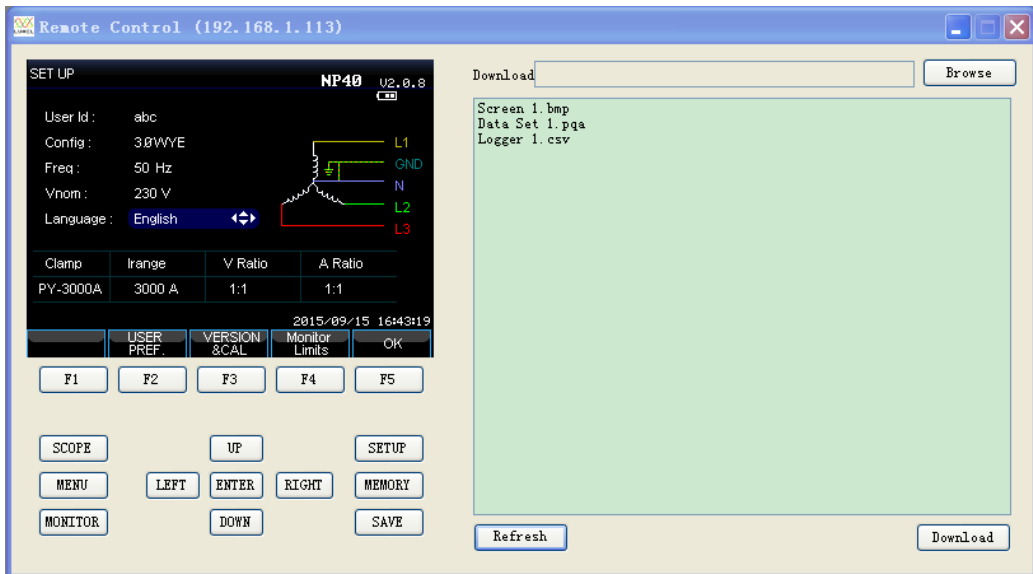 Remote Control (192.168.1.113)
SET UP
NP40 V2.0.8
User Id : abc
Config : 3ØWYE
Freq : 50 Hz
Vnom : 230 V
Language : English
L1
GND
N
L2
L3
Clamp Irange V Ratio A Ratio
PY-3000A 3000 A 1:1 1:1
2015/09/15 16:43:19
USER PREF.
VERSION &CAL
Monitor Limits
OK
F1 F2 F3 F4 F5
SCOPE UP SETUP
MENU LEFT ENTER RIGHT MEMORY
MONITOR DOWN SAVE
Download Browse
Screen 1.bmp
Data Set 1.pqa
Logger 1.csv
Refresh Download